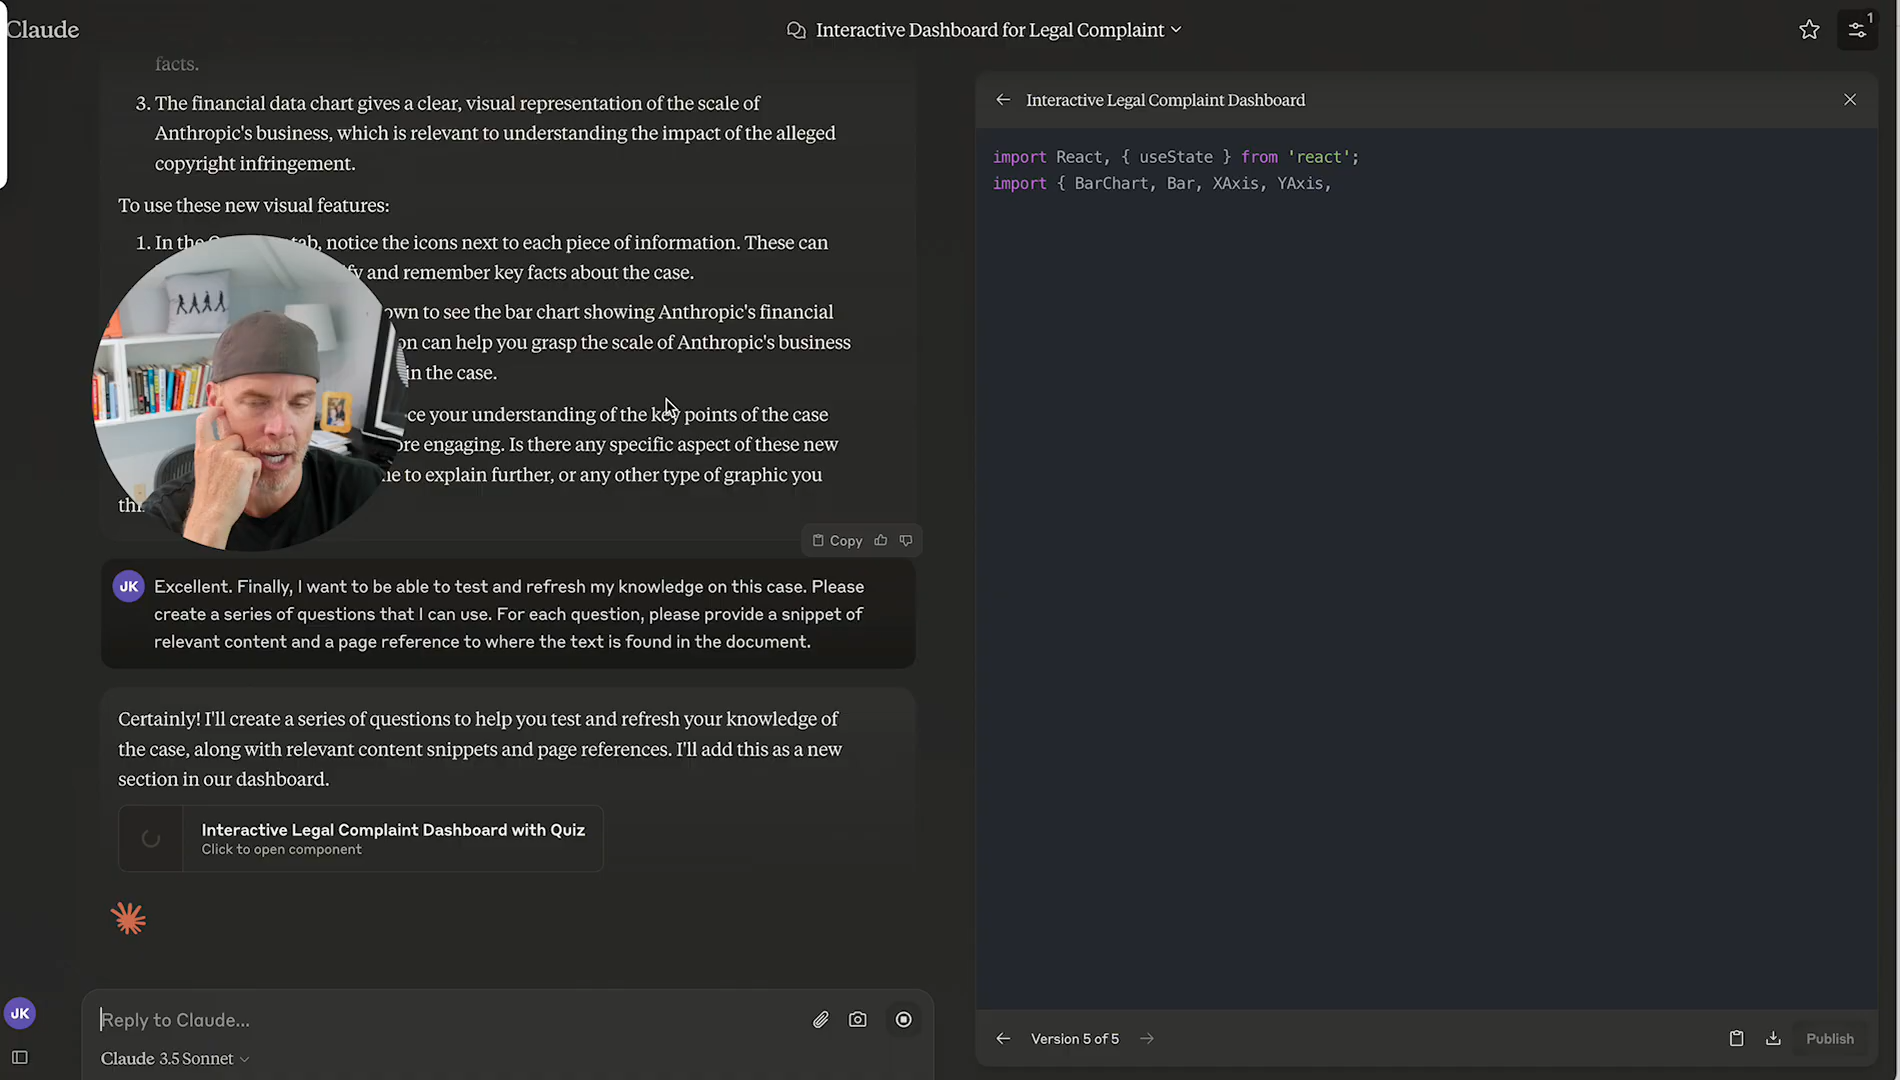 Claude
Interactive Dashboard for Legal Complaint
1
facts.
3. The financial data chart gives a clear, visual representation of the scale of
Anthropic's business, which is relevant to understanding the impact of the alleged
copyright infringement.
To use these new visual features:
1. In the tab, notice the icons next to each piece of information. These can
and remember key facts about the case.
own to see the bar chart showing Anthropic's financial
on can help you grasp the scale of Anthropic's business
in the case.
ce your understanding of the key points of the case
ore engaging. Is there any specific aspect of these new
me to explain further, or any other type of graphic you
Copy
JK
Excellent. Finally, I want to be able to test and refresh my knowledge on this case. Please
create a series of questions that I can use. For each question, please provide a snippet of
relevant content and a page reference to where the text is found in the document.
Certainly! I'll create a series of questions to help you test and refresh your knowledge of
the case, along with relevant content snippets and page references. I'll add this as a new
section in our dashboard.
Interactive Legal Complaint Dashboard with Quiz
Click to open component
JK
Reply to Claude...
Claude 3.5 Sonnet
Interactive Legal Complaint Dashboard
import React, { useState } from 'react';
import { BarChart, Bar, XAxis, YAxis,
Version 5 of 5
Publish